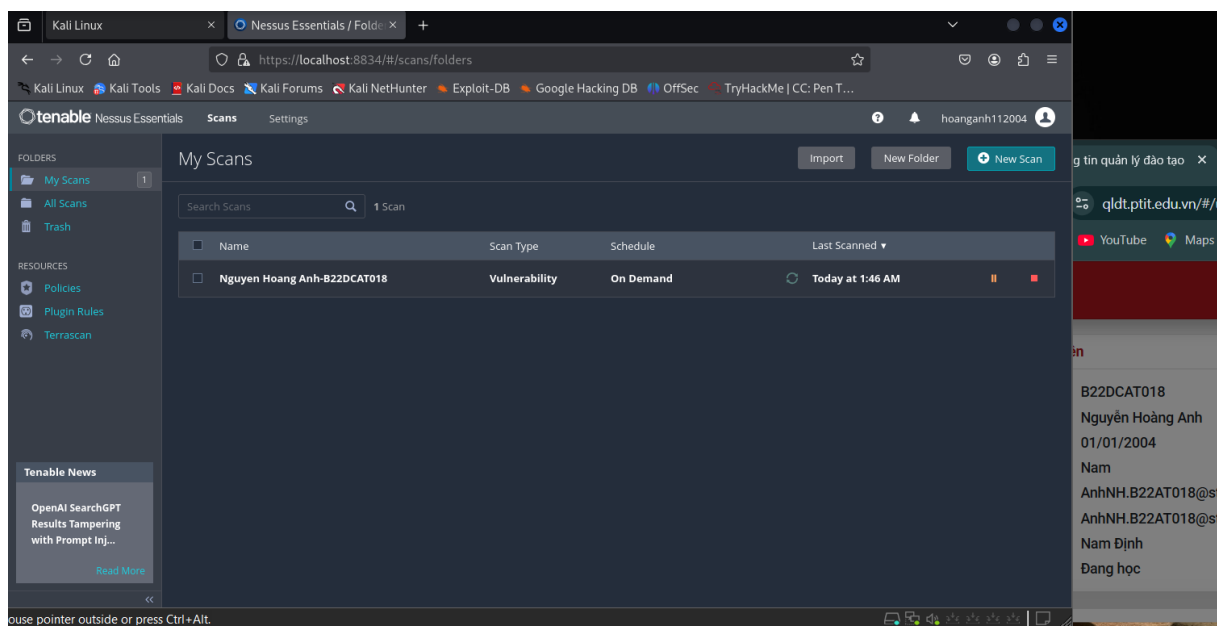 Kali Linux
Nessus Essentials / Folde
https://localhost:8834/#/scans/folders
Kali Linux Kali Tools Kali Docs Kali Forums Kali NetHunter Exploit-DB Google Hacking DB OffSec TryHackMe | CC: Pen T...
tenable Nessus Essentials Scans Settings hoanganh112004
FOLDERS
My Scans 1
All Scans
Trash
RESOURCES
Policies
Plugin Rules
Terrascan
Tenable News
OpenAI SearchGPT
Results Tampering
with Prompt Inj...
Read More
My Scans Import New Folder New Scan
Search Scans 1 Scan
Name Scan Type Schedule Last Scanned
Nguyen Hoang Anh-B22DCAT018 Vulnerability On Demand Today at 1:46 AM
ouse pointer outside or press Ctrl+Alt.
g tin quản lý đào tạo
qldt.ptit.edu.vn/#/
YouTube Maps
ên
B22DCAT018
Nguyễn Hoàng Anh
01/01/2004
Nam
AnhNH.B22AT018@s
AnhNH.B22AT018@s
Nam Định
Đang học